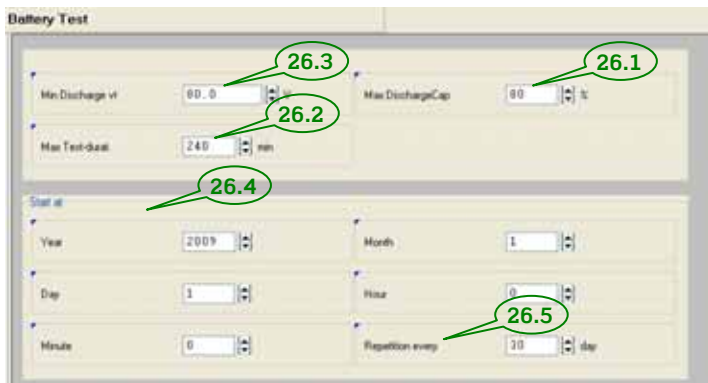 Battery Test
26.3
26.1
Min Discharge vt 80.0 V Max DischargeCap 80 %
26.2
Max Test-durat. 240 min
26.4
Start at
Year 2009 Month 1
Day 1 Hour 0
26.5
Minute 0 Repetition every 30 day